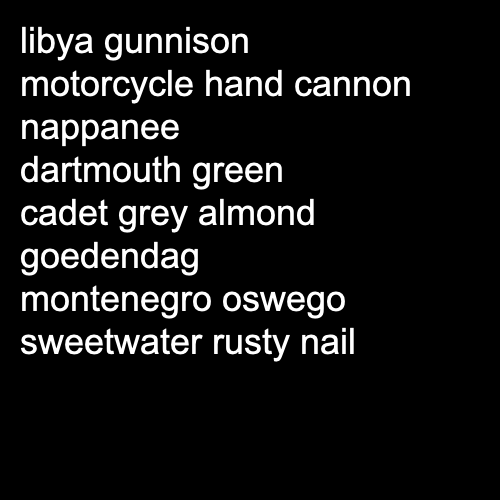 libya gunnison
motorcycle hand cannon
nappanee
dartmouth green
cadet grey almond
goedendag
montenegro oswego
sweetwater rusty nail